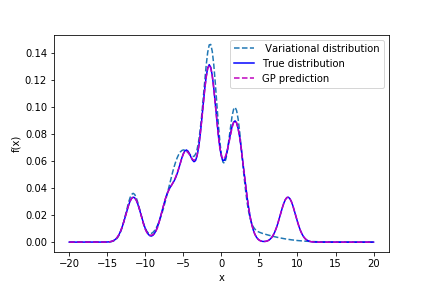 Variational distribution
True distribution
GP prediction
0.14
0.12
0.10
0.08
0.06
0.04
0.02
0.00
f(x)
−20 −15 −10 −5 0 5 10 15 20
x